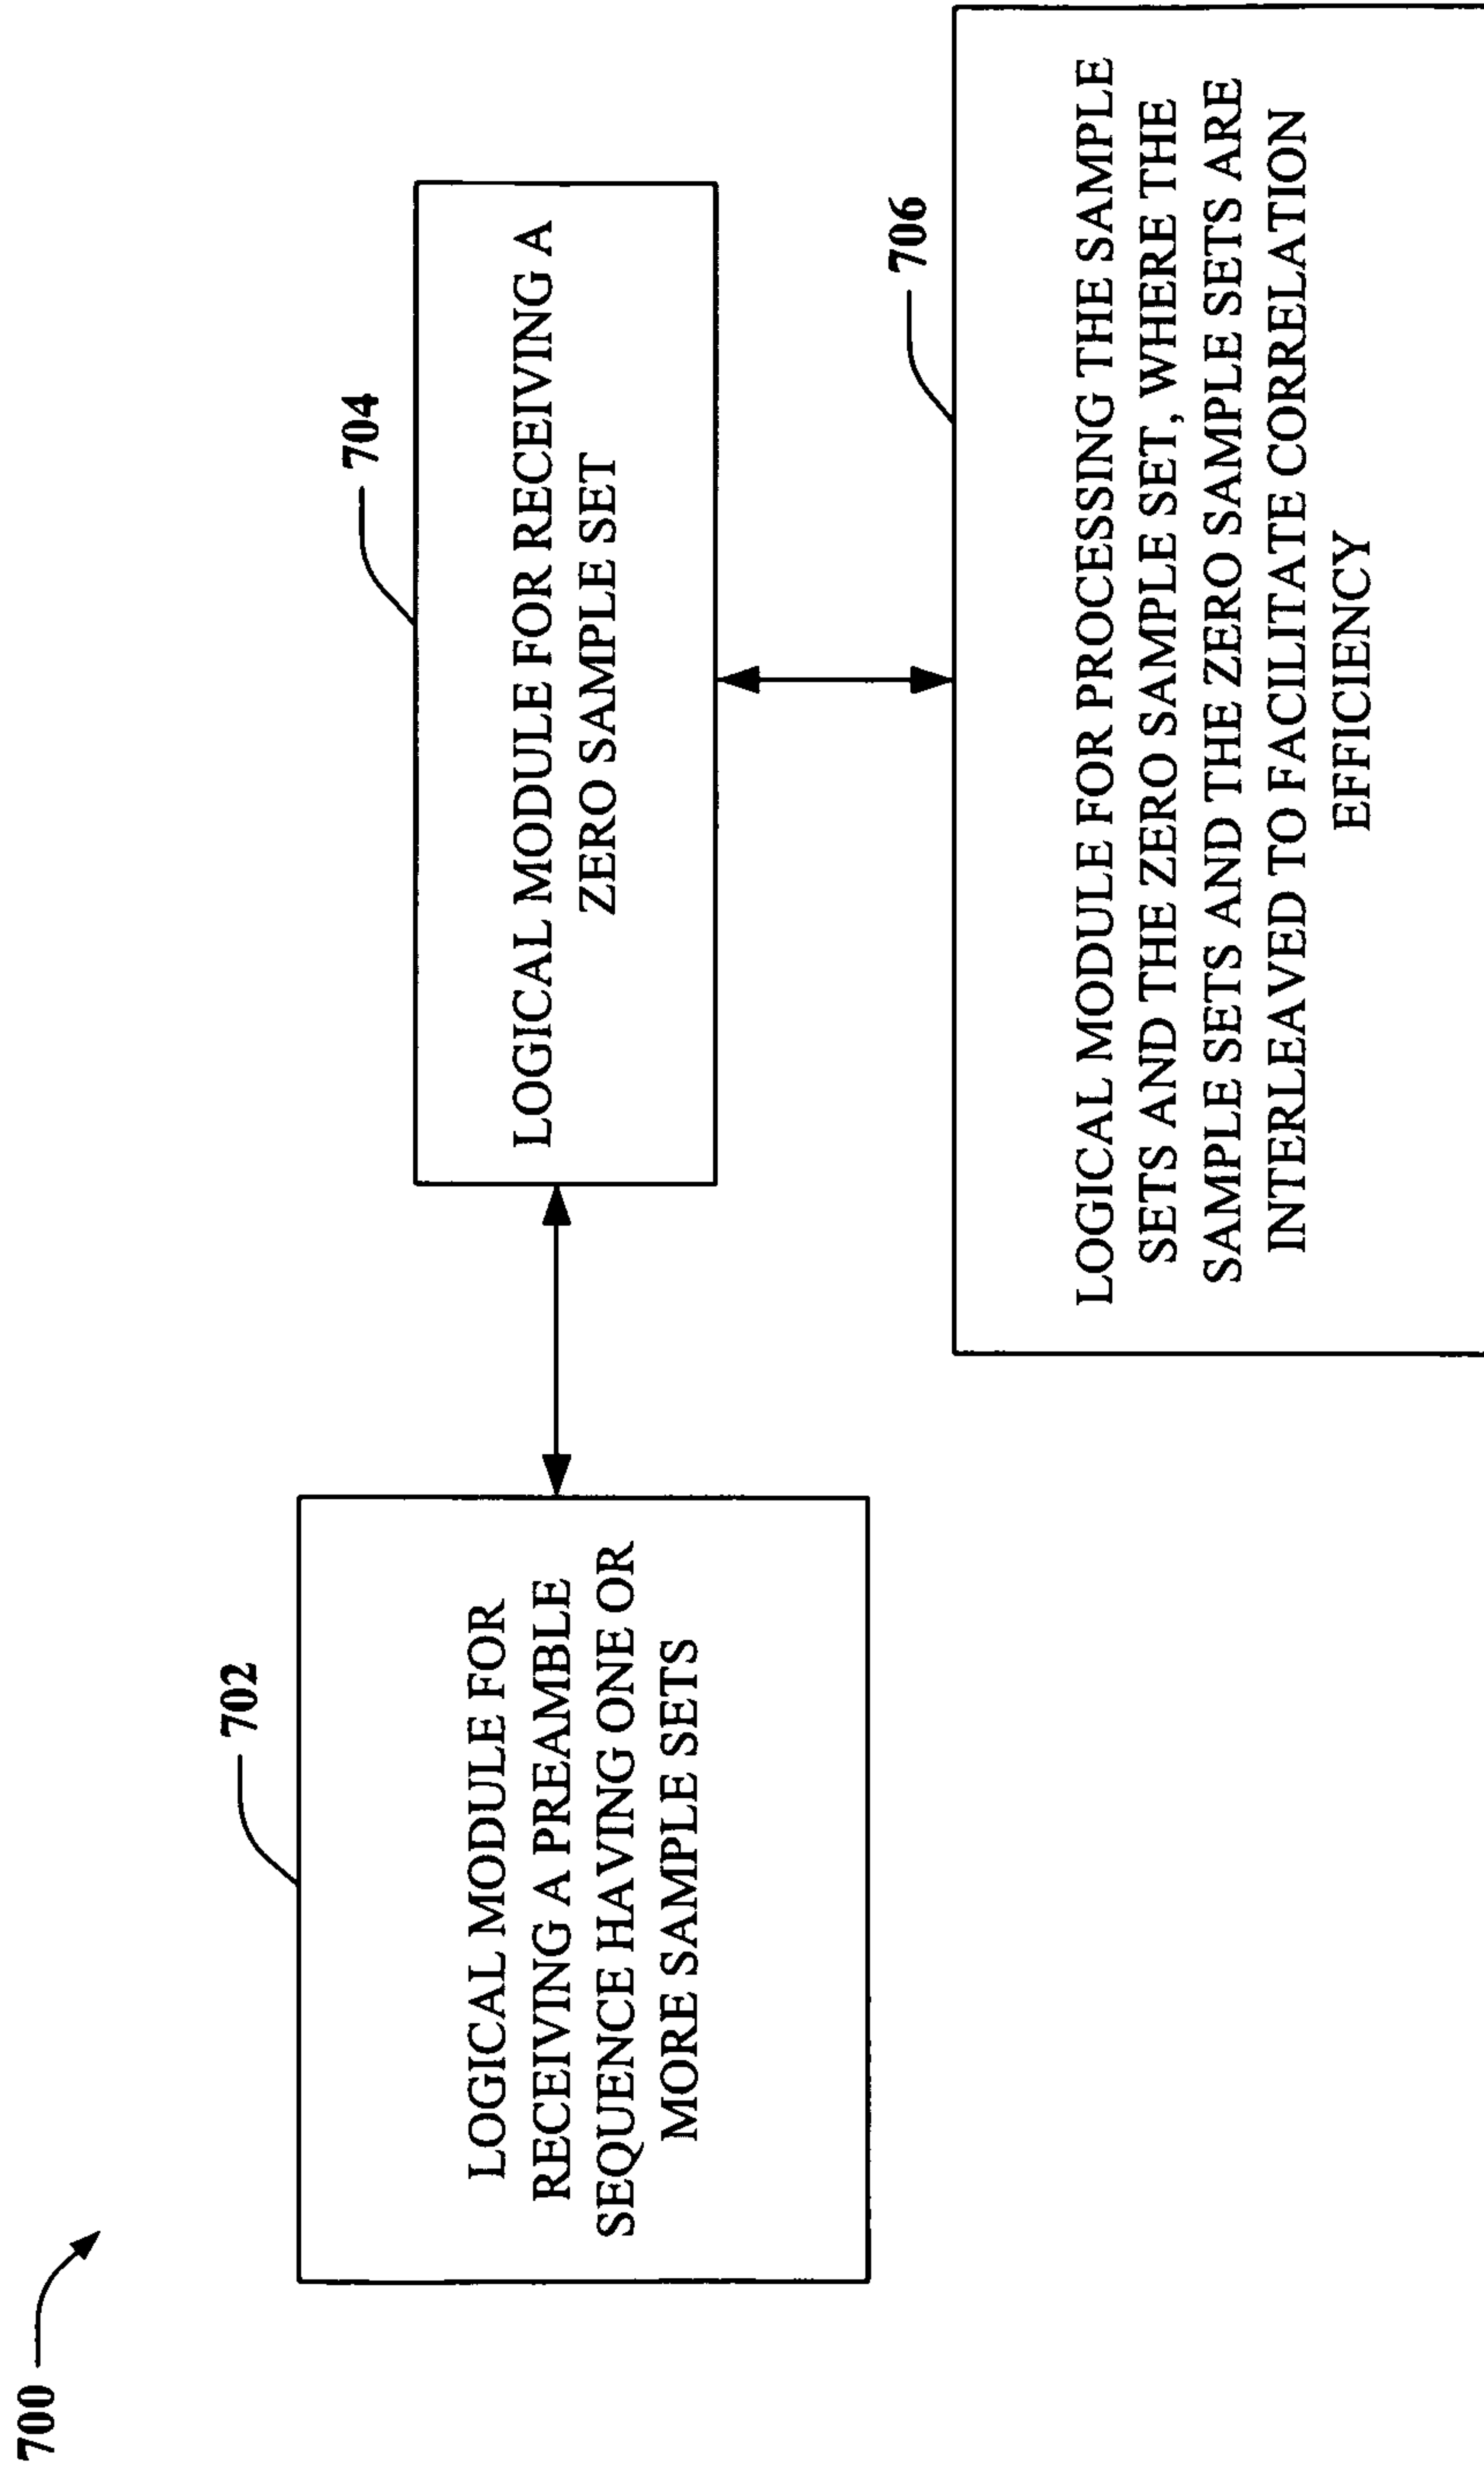 700
702
LOGICAL MODULE FOR
RECEIVING A PREAMBLE
SEQUENCE HAVING ONE OR
MORE SAMPLE SETS
704
LOGICAL MODULE FOR RECEIVING A
ZERO SAMPLE SET
706
LOGICAL MODULE FOR PROCESSING THE SAMPLE
SETS AND THE ZERO SAMPLE SET, WHERE THE
SAMPLE SETS AND THE ZERO SAMPLE SETS ARE
INTERLEAVED TO FACILITATE CORRELATION
EFFICIENCY